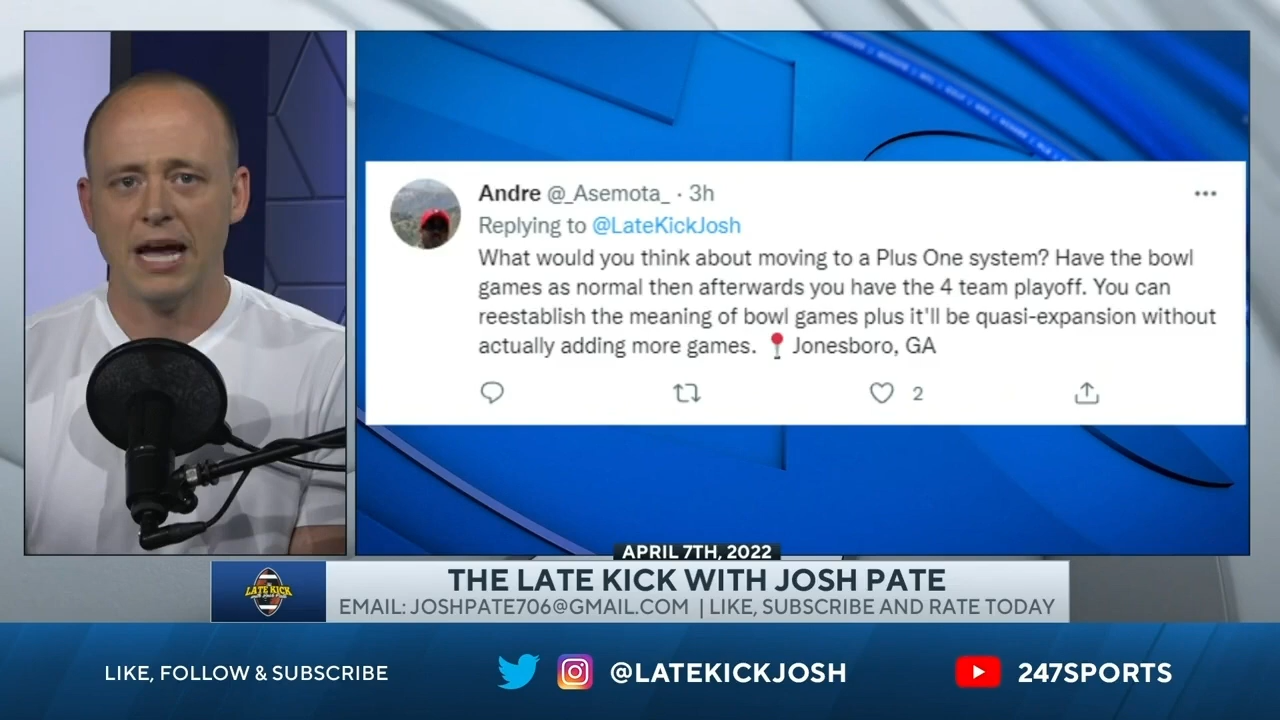 Andre @_Asemota_ · 3h
Replying to @LateKickJosh
What would you think about moving to a Plus One system? Have the bowl
games as normal then afterwards you have the 4 team playoff. You can
reestablish the meaning of bowl games plus it'll be quasi-expansion without
actually adding more games. 📍 Jonesboro, GA
2
APRIL 7TH, 2022
LATE KICK
THE LATE KICK WITH JOSH PATE
EMAIL: JOSHPATE706@GMAIL.COM | LIKE, SUBSCRIBE AND RATE TODAY
LIKE, FOLLOW & SUBSCRIBE
@LATEKICKJOSH
247SPORTS